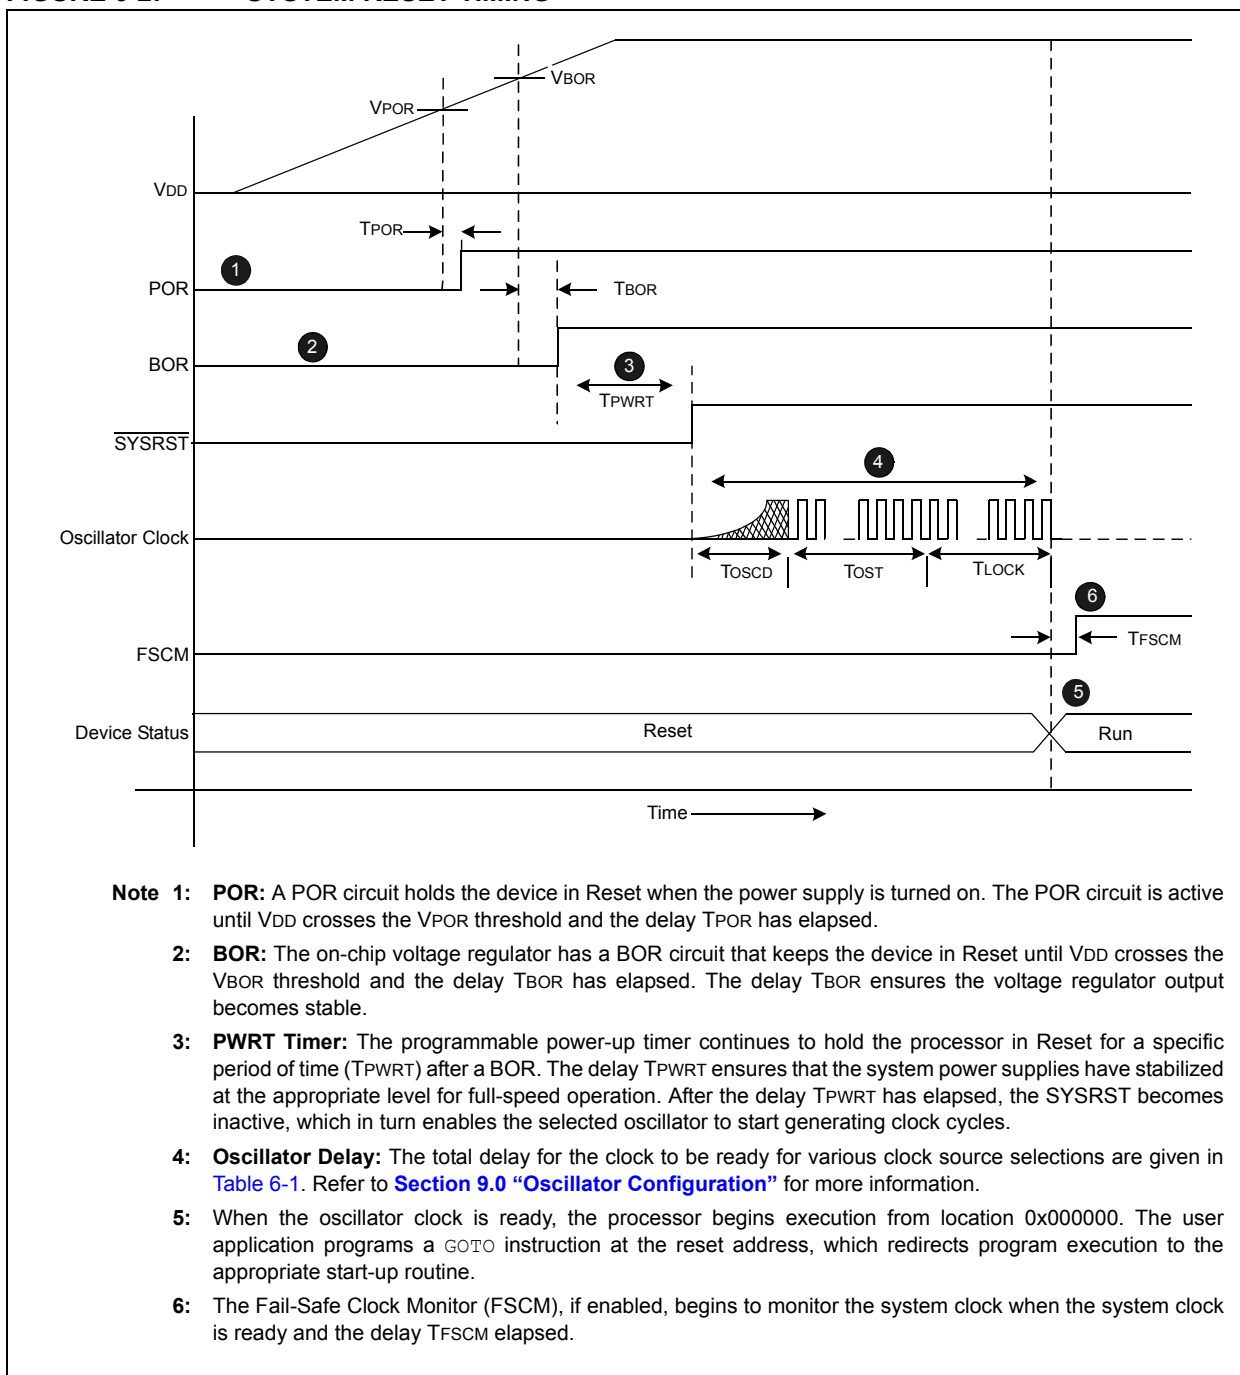 VBOR
VPOR
VDD
TPOR
1
POR
TBOR
2
BOR
3
TPWRT
SYSRST
4
Oscillator Clock
TOSCD
TOST
TLOCK
6
FSCM
TFSCM
5
Device Status
Reset
Run
Time
Note 1: POR: A POR circuit holds the device in Reset when the power supply is turned on. The POR circuit is active
until VDD crosses the VPOR threshold and the delay TPOR has elapsed.
2: BOR: The on-chip voltage regulator has a BOR circuit that keeps the device in Reset until VDD crosses the
VBOR threshold and the delay TBOR has elapsed. The delay TBOR ensures the voltage regulator output
becomes stable.
3: PWRT Timer: The programmable power-up timer continues to hold the processor in Reset for a specific
period of time (TPWRT) after a BOR. The delay TPWRT ensures that the system power supplies have stabilized
at the appropriate level for full-speed operation. After the delay TPWRT has elapsed, the SYSRST becomes
inactive, which in turn enables the selected oscillator to start generating clock cycles.
4: Oscillator Delay: The total delay for the clock to be ready for various clock source selections are given in
Table 6-1. Refer to Section 9.0 “Oscillator Configuration” for more information.
5: When the oscillator clock is ready, the processor begins execution from location 0x000000. The user
application programs a GOTO instruction at the reset address, which redirects program execution to the
appropriate start-up routine.
6: The Fail-Safe Clock Monitor (FSCM), if enabled, begins to monitor the system clock when the system clock
is ready and the delay TFSCM elapsed.